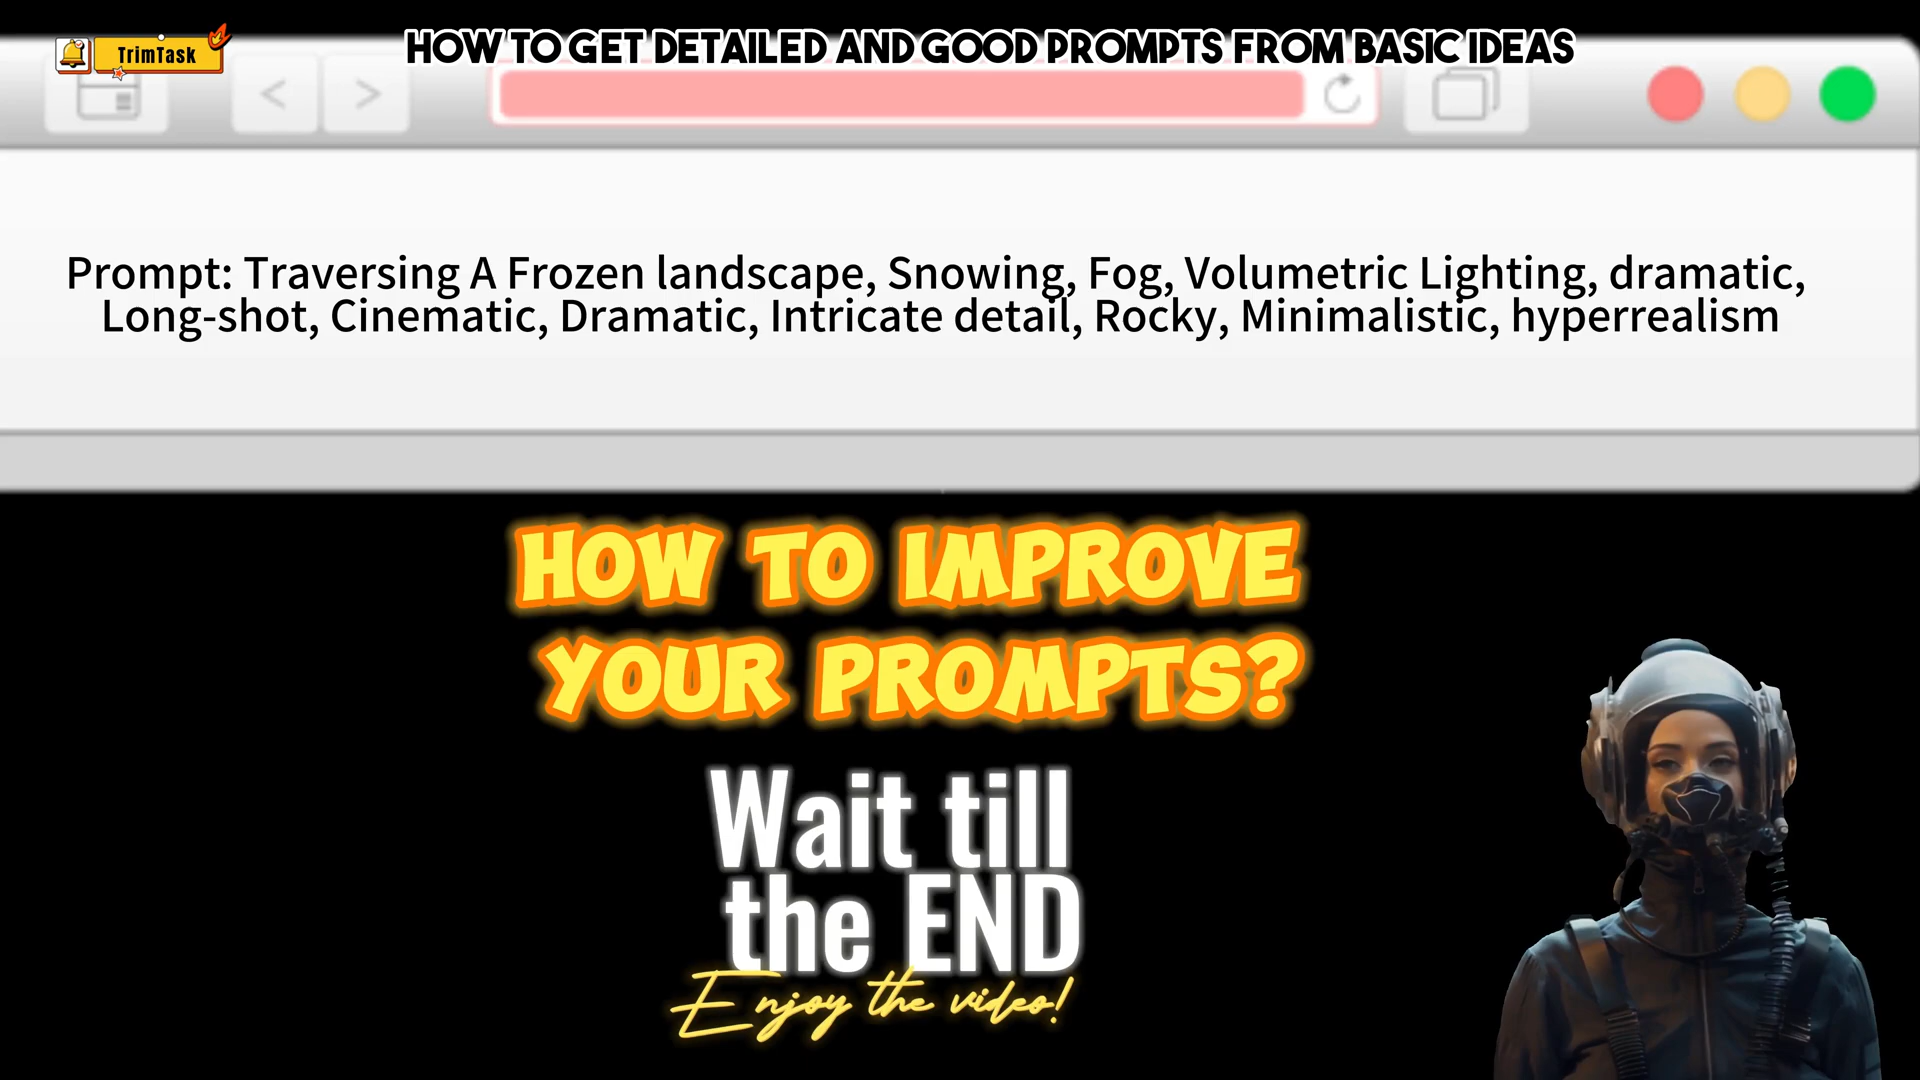 TrimTask
HOW TO GET DETAILED AND GOOD PROMPTS FROM BASIC IDEAS
Prompt: Traversing A Frozen landscape, Snowing, Fog, Volumetric Lighting, dramatic,
Long-shot, Cinematic, Dramatic, Intricate detail, Rocky, Minimalistic, hyperrealism
HOW TO IMPROVE
YOUR PROMPTS?
Wait till
the END
Enjoy the video!